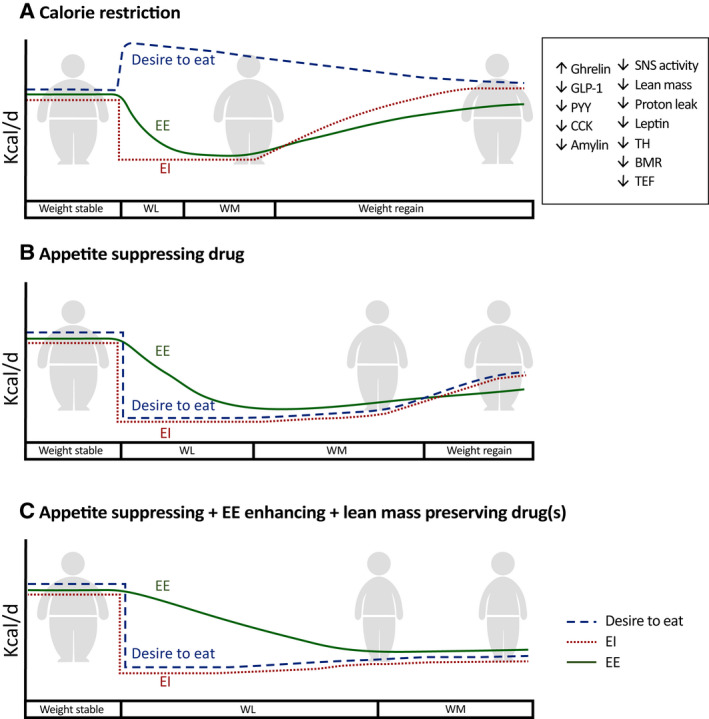 A Calorie restriction
Kcal/d
Desire to eat
EE
EI
Weight stable
WL
WM
Weight regain
↑ Ghrelin
↓ GLP-1
↓ PYY
↓ CCK
↓ Amylin
↓ SNS activity
↓ Lean mass
↓ Proton leak
↓ Leptin
↓ TH
↓ BMR
↓ TEF
B Appetite suppressing drug
Kcal/d
EE
Desire to eat
EI
Weight stable
WL
WM
Weight regain
C Appetite suppressing + EE enhancing + lean mass preserving drug(s)
Kcal/d
EE
Desire to eat
EI
Weight stable
WL
WM
Desire to eat
EI
EE